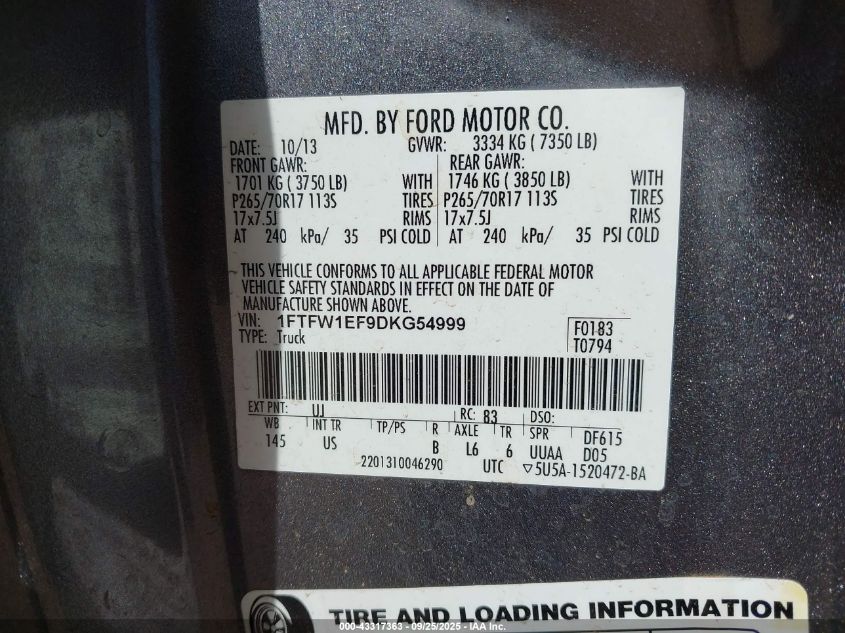 MFD. BY FORD MOTOR CO.
DATE: 10/13 GVWR: 3334 KG ( 7350 LB)
FRONT GAWR: REAR GAWR:
1701 KG ( 3750 LB) WITH 1746 KG ( 3850 LB) WITH
P265/70R17 113S TIRES P265/70R17 113S TIRES
17x7.5J RIMS 17x7.5J RIMS
AT 240 kPa/ 35 PSI COLD AT 240 kPa/ 35 PSI COLD
THIS VEHICLE CONFORMS TO ALL APPLICABLE FEDERAL MOTOR
VEHICLE SAFETY STANDARDS IN EFFECT ON THE DATE OF
MANUFACTURE SHOWN ABOVE.
VIN: 1FTFW1EF9DKG54999 F0183
TYPE: Truck T0794
EXT PNT: UJ RC: 83 DSO:
WB INT TR TP/PS R AXLE TR SPR DF615
145 US B L6 6 UUAA D05
2201310046290 UTC ▽5U5A-1520472-BA
TIRE AND LOADING INFORMATION
000-43317363 - 09/25/2025 - IAA Inc.